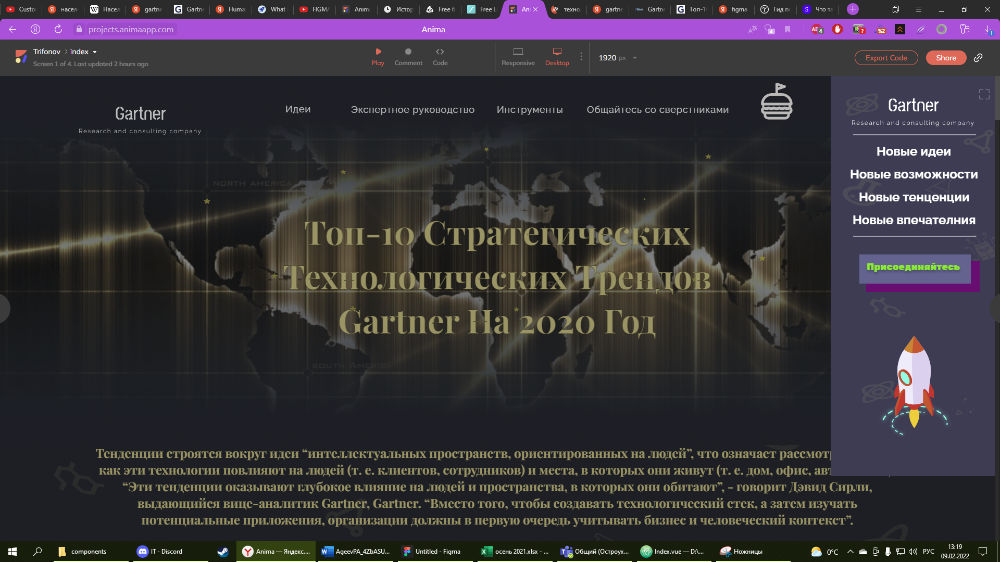 Custo
насел
Насел
gartne
Gartne
Huma
What i
FIGMA
Anima
Истор
Free 6
Free L
Ani
техно
gartne
Gartne
Топ-1
figma
Гид п
Что та
projects.animaapp.com
Anima
4
4
?
%2
1
Trifonov > index
Screen 1 of 4. Last updated 2 hours ago
Play
Comment
Code
Responsive
Desktop
1920 px
Export Code
Share
Gartner
Research and consulting company
Идеи
Экспертное руководство
Инструменты
Общайтесь со сверстниками
NORTH AMERICA
EUROPE
SOUTH AMERICA
Топ-10 Стратегических
Технологических Трендов
Gartner На 2020 Год
Gartner
Research and consulting company
Новые идеи
Новые возможности
Новые тенценции
Новые впечателния
Присоединяйтесь
Тенденции строятся вокруг идеи “интеллектуальных пространств, ориентированных на людей”, что означает рассмотр
как эти технологии повлияют на людей (т. е. клиентов, сотрудников) и места, в которых они живут (т. е. дом, офис, авт
“Эти тенденции оказывают глубокое влияние на людей и пространства, в которых они обитают”, - говорит Дэвид Сирли,
выдающийся вице-аналитик Gartner, Gartner. “Вместо того, чтобы создавать технологический стек, а затем изучать
потенциальные приложения, организации должны в первую очередь учитывать бизнес и человеческий контекст”.
components
IT - Discord
Anima — Яндекс....
AgeevPA_4ZbASU...
Untitled - Figma
осень 2021.xlsx - ...
Общий (Остроух...
Index.vue — D:\...
Ножницы
0°C
РУС
13:19
09.02.2022